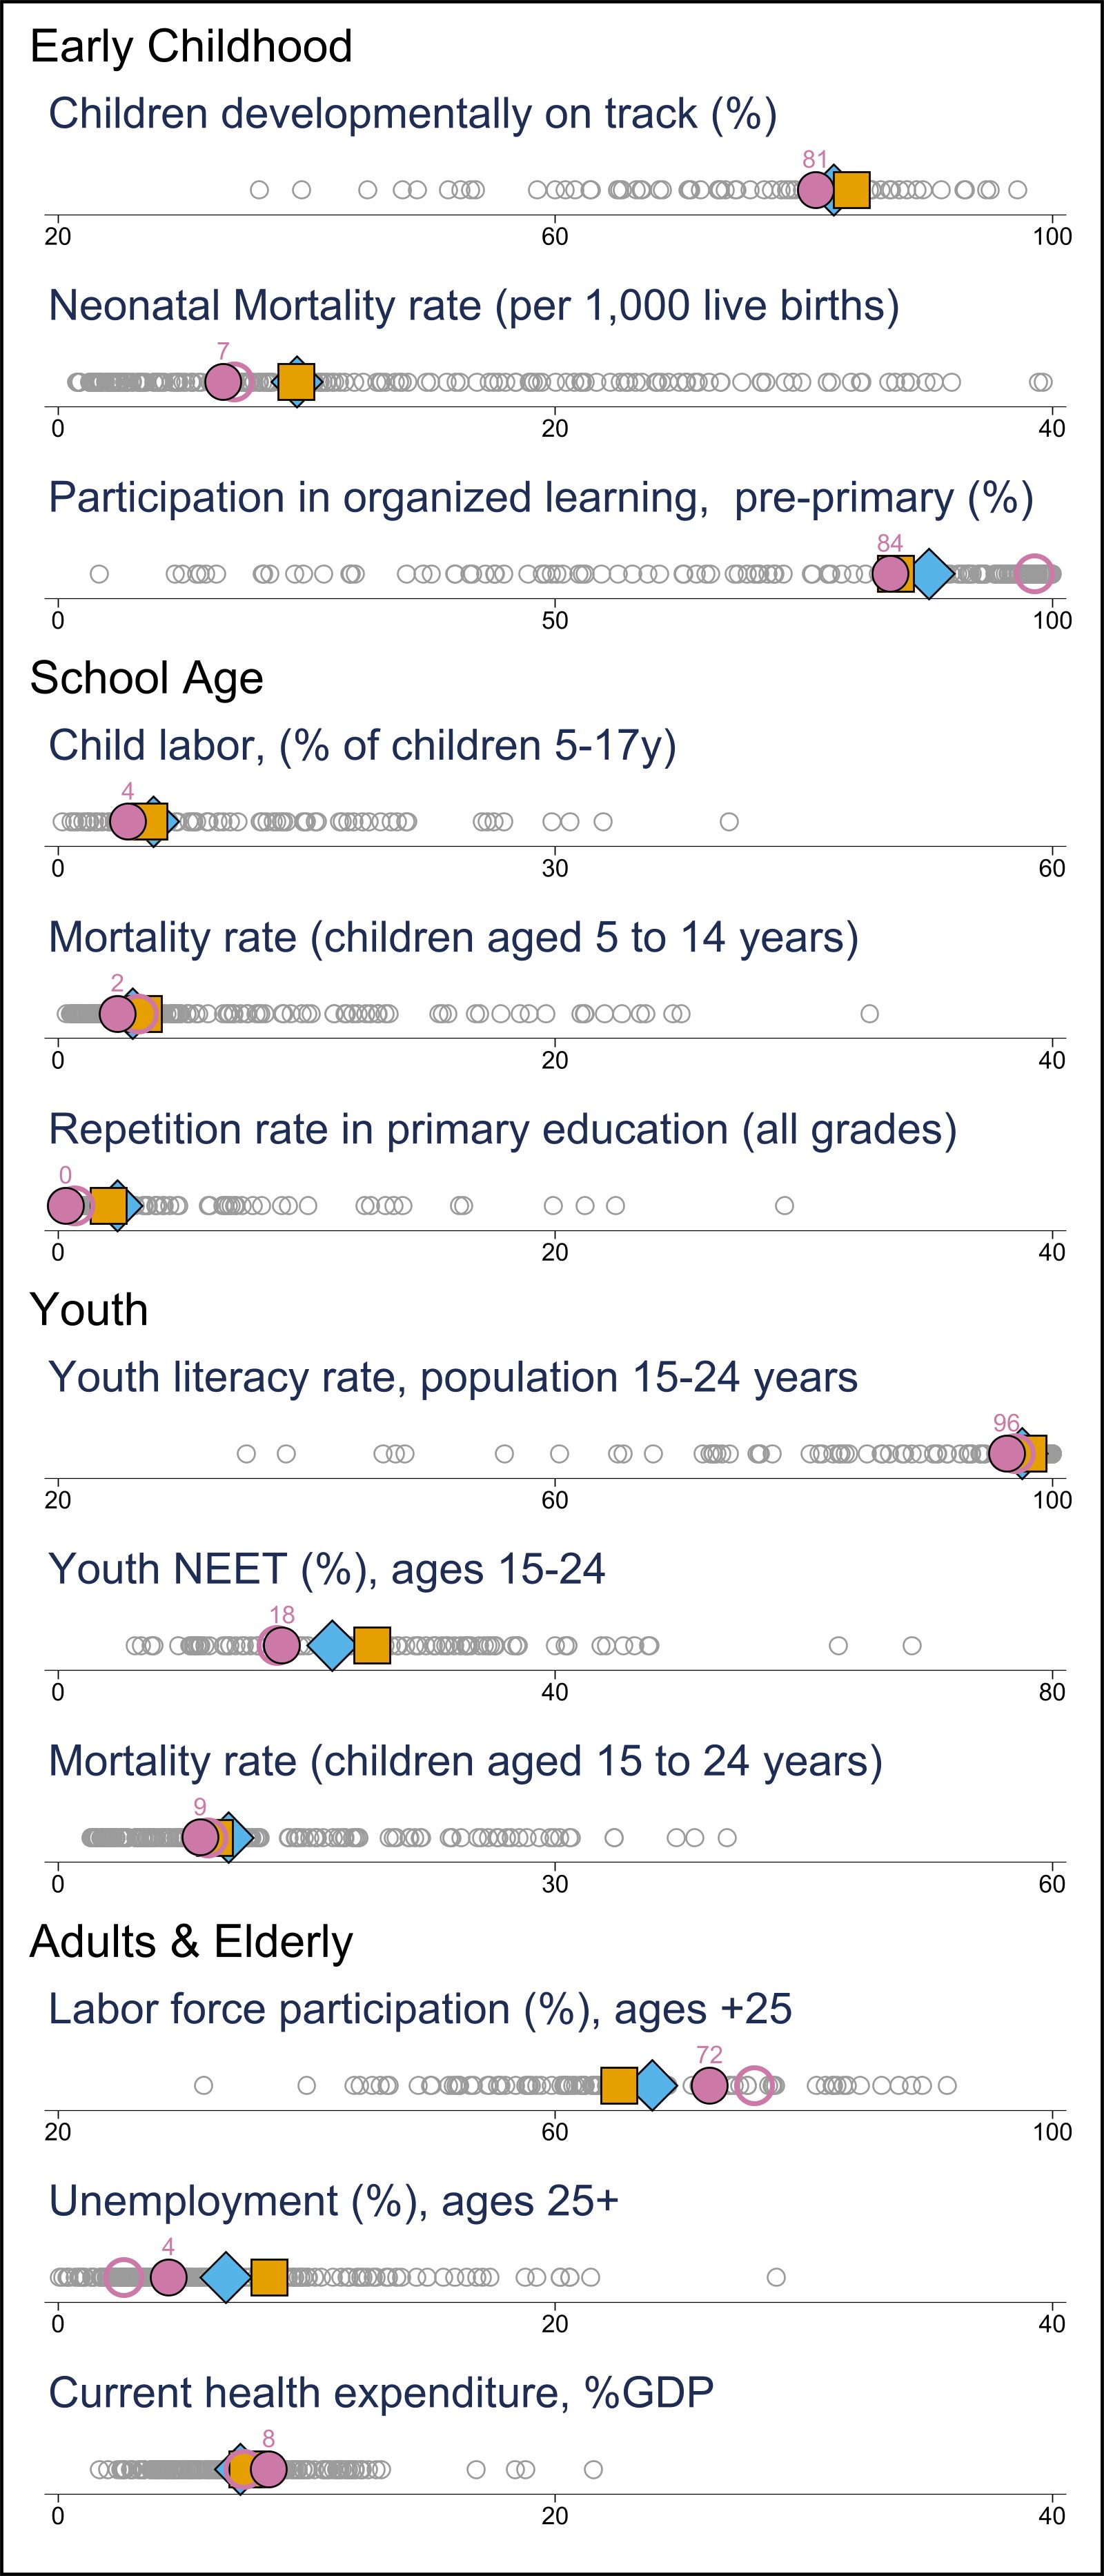 Early Childhood
Children developmentally on track (%)
81
20 60 100
Neonatal Mortality rate (per 1,000 live births)
7
0 20 40
Participation in organized learning,  pre-primary (%)
84
0 50 100
School Age
Child labor, (% of children 5-17y)
4
0 30 60
Mortality rate (children aged 5 to 14 years)
2
0 20 40
Repetition rate in primary education (all grades)
0
0 20 40
Youth
Youth literacy rate, population 15-24 years
96
20 60 100
Youth NEET (%), ages 15-24
18
0 40 80
Mortality rate (children aged 15 to 24 years)
9
0 30 60
Adults & Elderly
Labor force participation (%), ages +25
72
20 60 100
Unemployment (%), ages 25+
4
0 20 40
Current health expenditure, %GDP
8
0 20 40